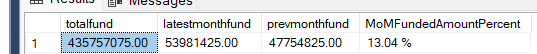 Results Messages
totalfund latestmonthfund prevmonthfund MoMFundedAmountPercent
1 435757075.00 53981425.00 47754825.00 13.04 %